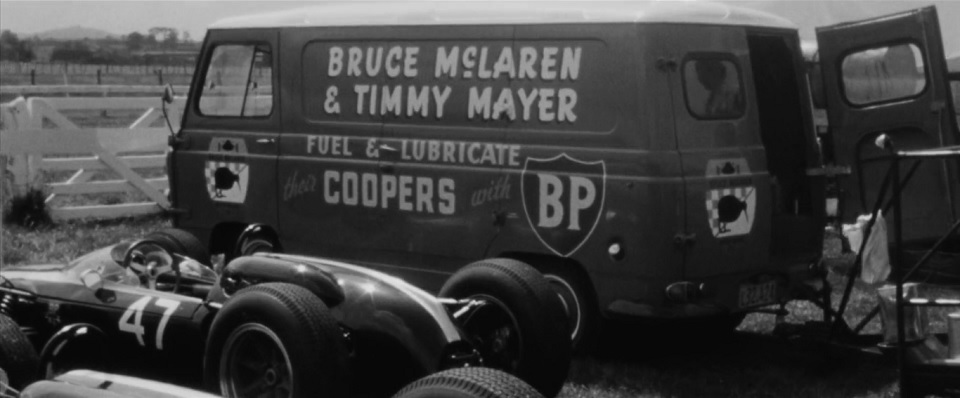 BRUCE McLAREN
& TIMMY MAYER
FUEL & LUBRICATE
their COOPERS with BP
47